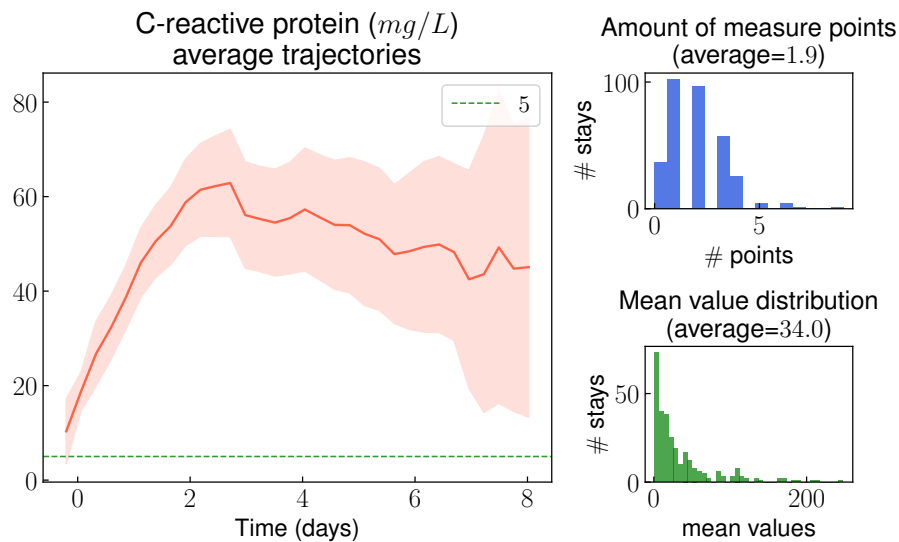 C-reactive protein (mg/L)
average trajectories
80
60
40
20
0
5
0
2
4
6
8
Time (days)
Amount of measure points
(average=1.9)
100
0
# stays
0
5
# points
Mean value distribution
(average=34.0)
50
0
# stays
0
200
mean values